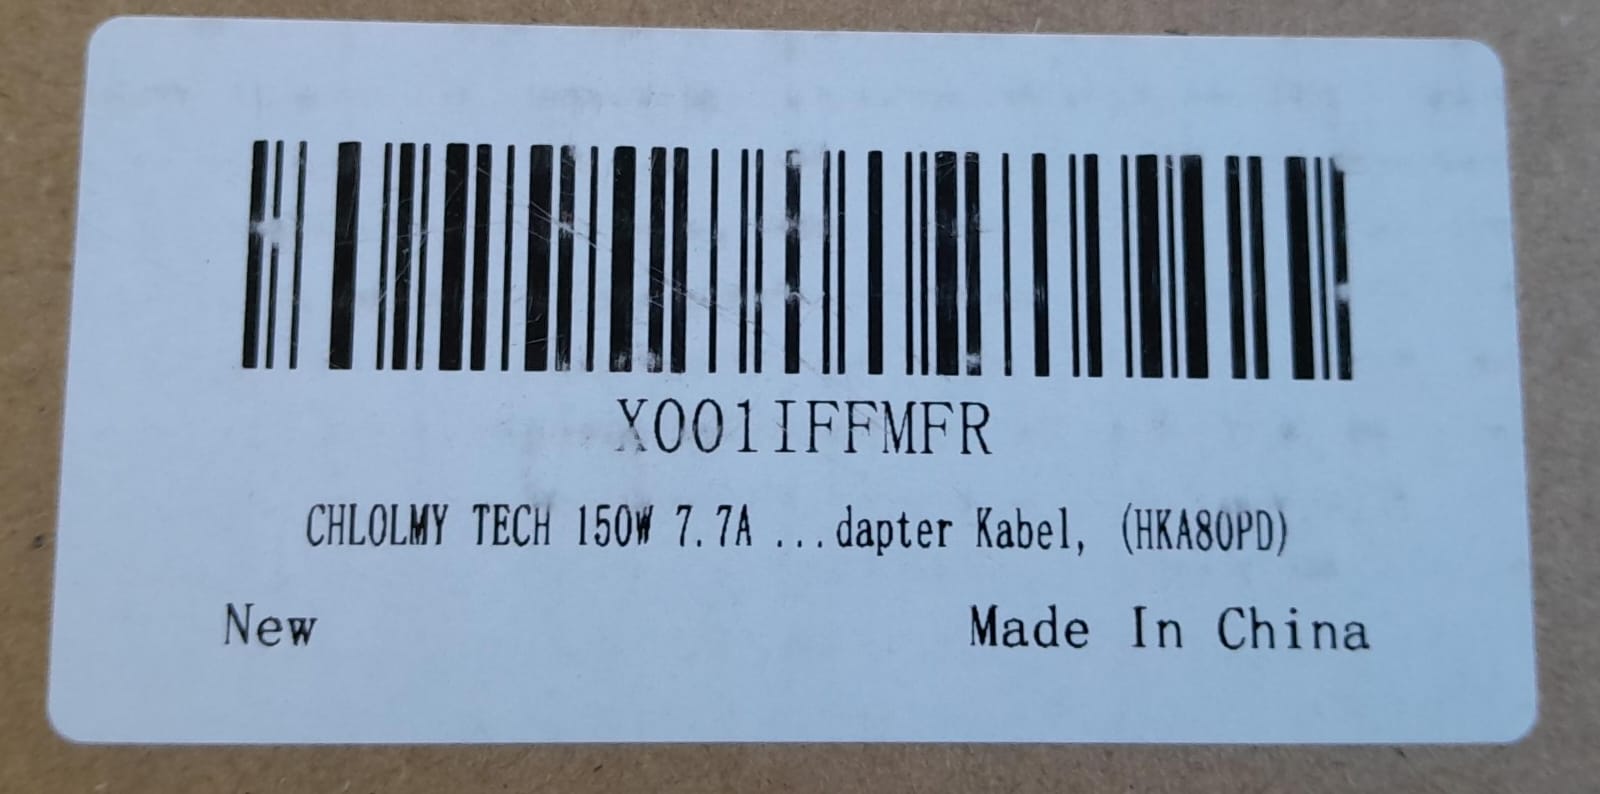 X001IFFMFR
CHLOLMY TECH 150W 7.7A ...dapter Kabel, (HKA80PD)
New
Made In China